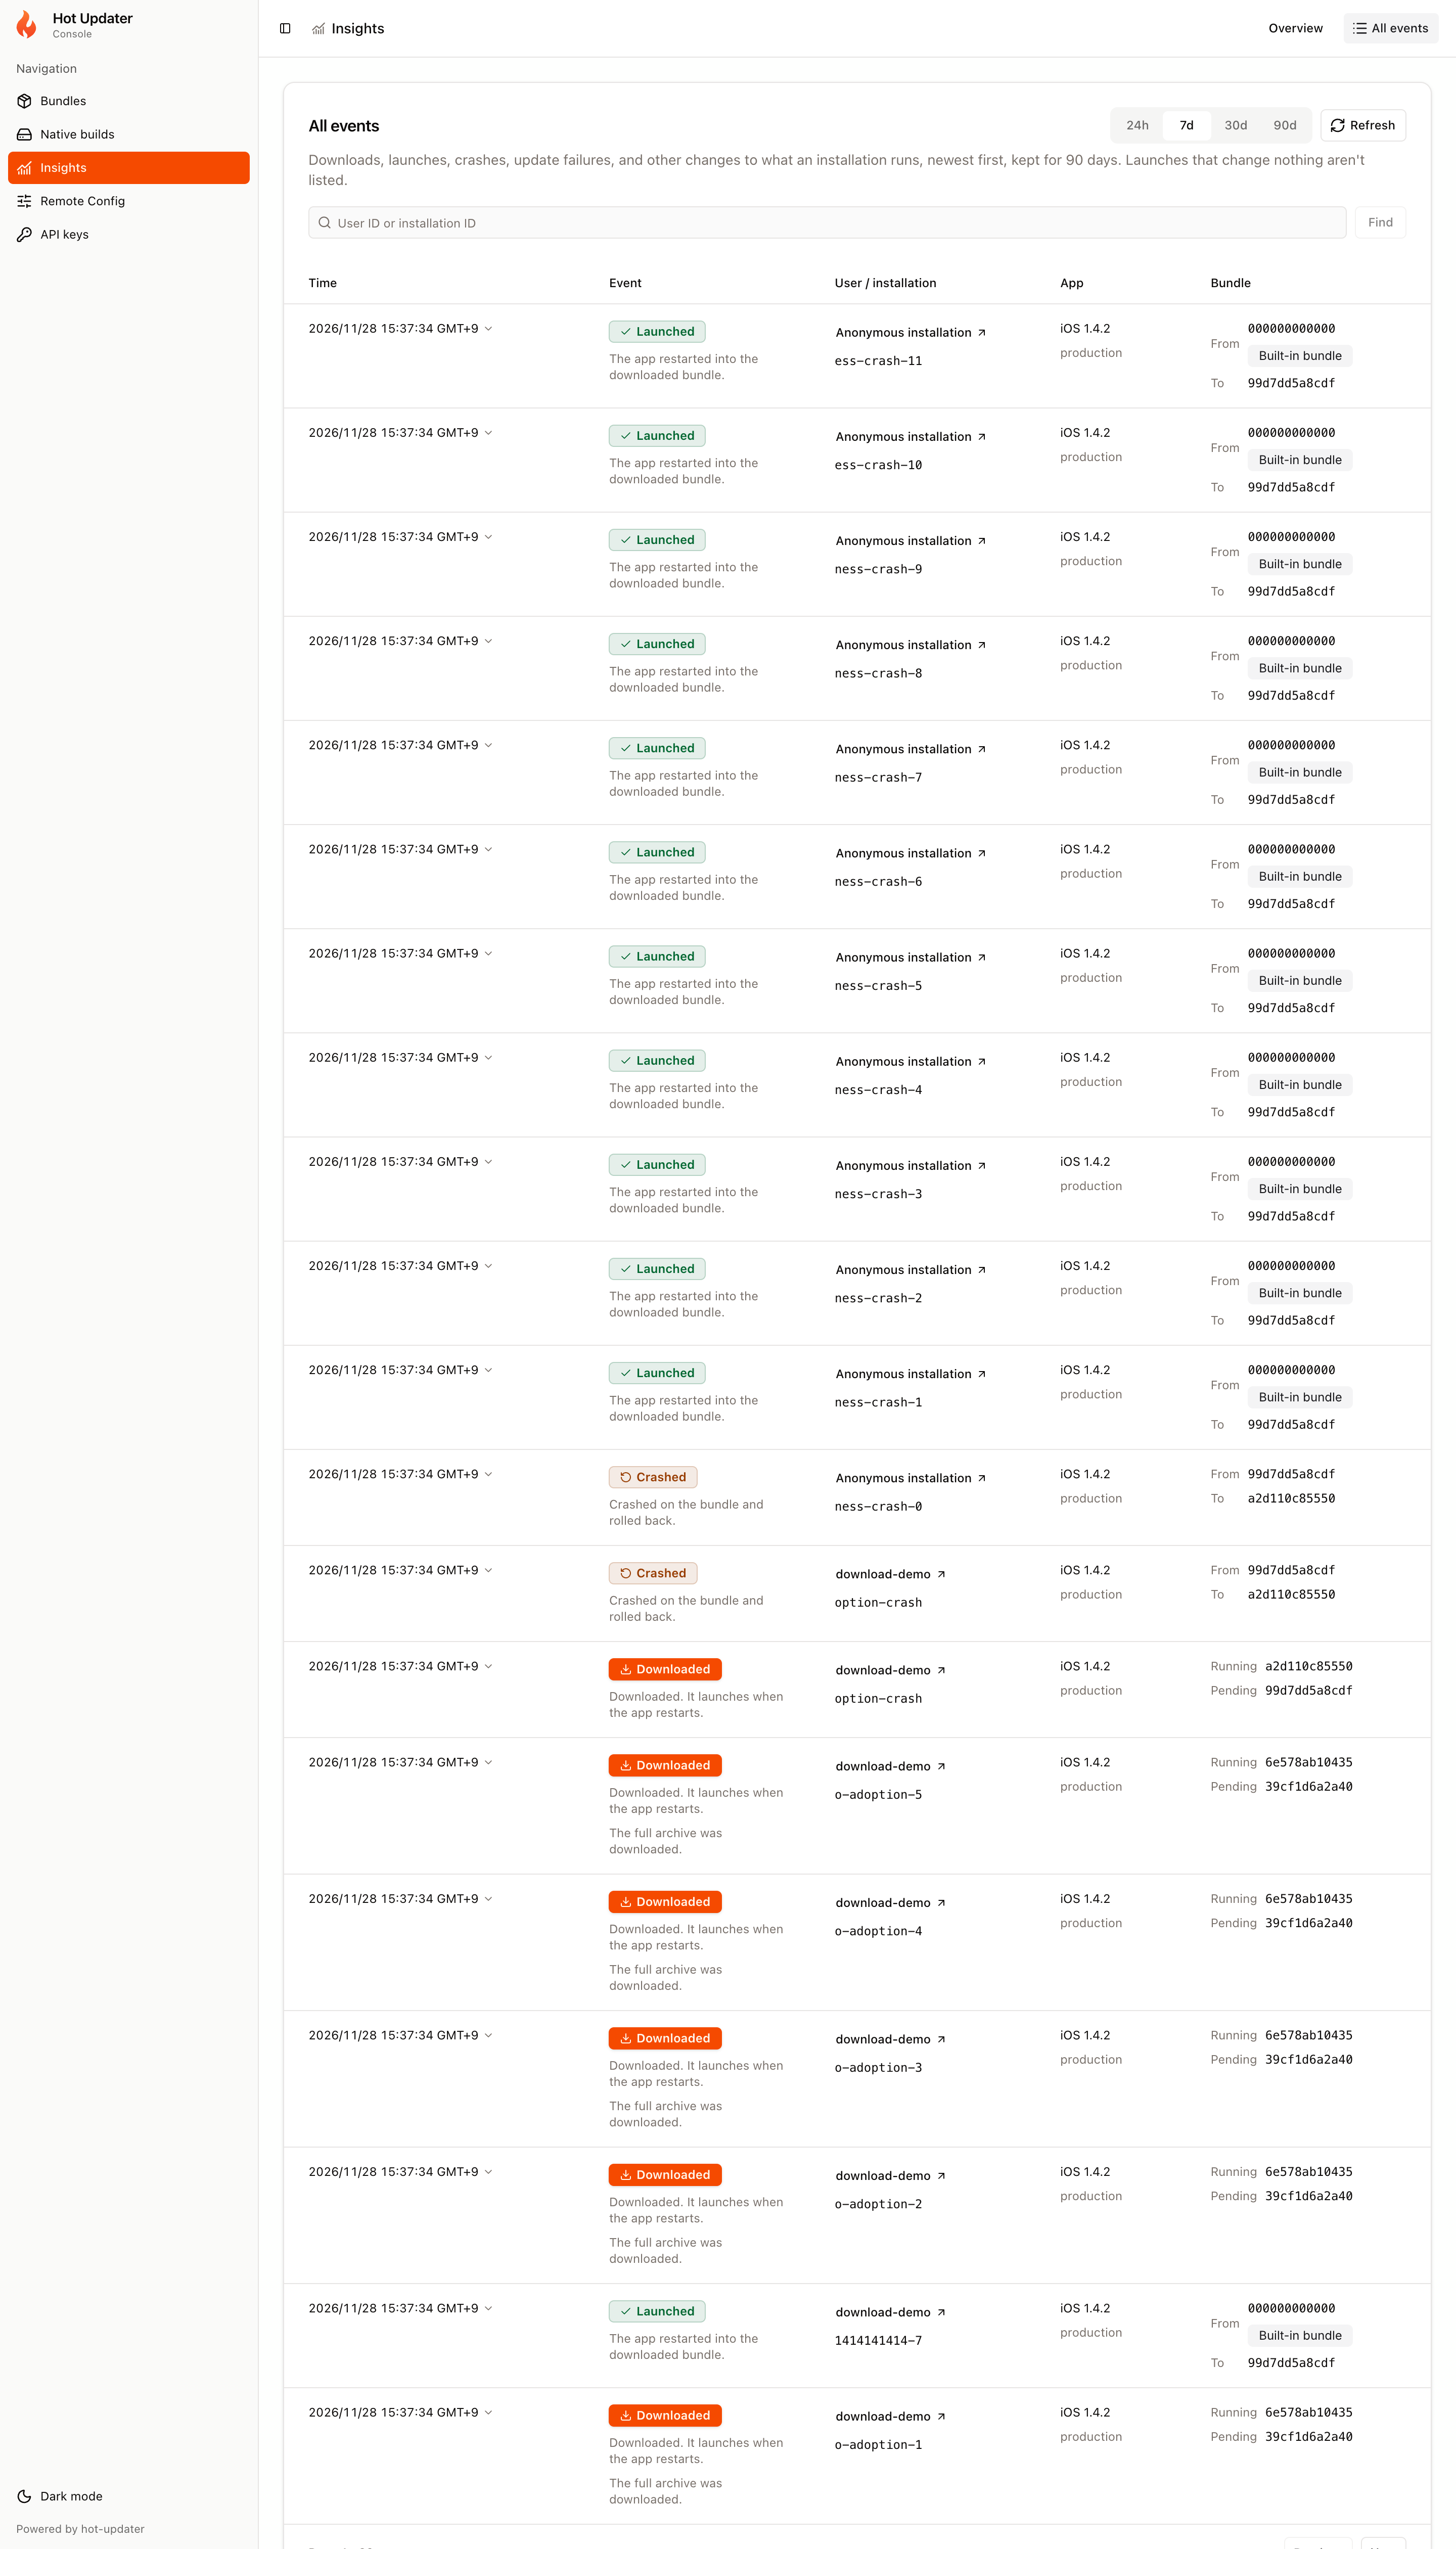 Hot Updater
Console
Navigation
Bundles
Native builds
Insights
Remote Config
API keys
Dark mode
Powered by hot-updater
Insights
Overview
All events
All events
24h 7d 30d 90d Refresh
Downloads, launches, crashes, update failures, and other changes to what an installation runs, newest first, kept for 90 days. Launches that change nothing aren't
listed.
User ID or installation ID
Find
Time Event User / installation App Bundle
2026/11/28 15:37:34 GMT+9 Launched Anonymous installation iOS 1.4.2 From 000000000000
The app restarted into the ess-crash-11 production Built-in bundle
downloaded bundle. To 99d7dd5a8cdf
2026/11/28 15:37:34 GMT+9 Launched Anonymous installation iOS 1.4.2 From 000000000000
The app restarted into the ess-crash-10 production Built-in bundle
downloaded bundle. To 99d7dd5a8cdf
2026/11/28 15:37:34 GMT+9 Launched Anonymous installation iOS 1.4.2 From 000000000000
The app restarted into the ness-crash-9 production Built-in bundle
downloaded bundle. To 99d7dd5a8cdf
2026/11/28 15:37:34 GMT+9 Launched Anonymous installation iOS 1.4.2 From 000000000000
The app restarted into the ness-crash-8 production Built-in bundle
downloaded bundle. To 99d7dd5a8cdf
2026/11/28 15:37:34 GMT+9 Launched Anonymous installation iOS 1.4.2 From 000000000000
The app restarted into the ness-crash-7 production Built-in bundle
downloaded bundle. To 99d7dd5a8cdf
2026/11/28 15:37:34 GMT+9 Launched Anonymous installation iOS 1.4.2 From 000000000000
The app restarted into the ness-crash-6 production Built-in bundle
downloaded bundle. To 99d7dd5a8cdf
2026/11/28 15:37:34 GMT+9 Launched Anonymous installation iOS 1.4.2 From 000000000000
The app restarted into the ness-crash-5 production Built-in bundle
downloaded bundle. To 99d7dd5a8cdf
2026/11/28 15:37:34 GMT+9 Launched Anonymous installation iOS 1.4.2 From 000000000000
The app restarted into the ness-crash-4 production Built-in bundle
downloaded bundle. To 99d7dd5a8cdf
2026/11/28 15:37:34 GMT+9 Launched Anonymous installation iOS 1.4.2 From 000000000000
The app restarted into the ness-crash-3 production Built-in bundle
downloaded bundle. To 99d7dd5a8cdf
2026/11/28 15:37:34 GMT+9 Launched Anonymous installation iOS 1.4.2 From 000000000000
The app restarted into the ness-crash-2 production Built-in bundle
downloaded bundle. To 99d7dd5a8cdf
2026/11/28 15:37:34 GMT+9 Launched Anonymous installation iOS 1.4.2 From 000000000000
The app restarted into the ness-crash-1 production Built-in bundle
downloaded bundle. To 99d7dd5a8cdf
2026/11/28 15:37:34 GMT+9 Crashed Anonymous installation iOS 1.4.2 From 99d7dd5a8cdf
Crashed on the bundle and ness-crash-0 production To a2d110c85550
rolled back.
2026/11/28 15:37:34 GMT+9 Crashed download-demo iOS 1.4.2 From 99d7dd5a8cdf
Crashed on the bundle and option-crash production To a2d110c85550
rolled back.
2026/11/28 15:37:34 GMT+9 Downloaded download-demo iOS 1.4.2 Running a2d110c85550
Downloaded. It launches when option-crash production Pending 99d7dd5a8cdf
the app restarts.
2026/11/28 15:37:34 GMT+9 Downloaded download-demo iOS 1.4.2 Running 6e578ab10435
Downloaded. It launches when o-adoption-5 production Pending 39cf1d6a2a40
the app restarts.
The full archive was
downloaded.
2026/11/28 15:37:34 GMT+9 Downloaded download-demo iOS 1.4.2 Running 6e578ab10435
Downloaded. It launches when o-adoption-4 production Pending 39cf1d6a2a40
the app restarts.
The full archive was
downloaded.
2026/11/28 15:37:34 GMT+9 Downloaded download-demo iOS 1.4.2 Running 6e578ab10435
Downloaded. It launches when o-adoption-3 production Pending 39cf1d6a2a40
the app restarts.
The full archive was
downloaded.
2026/11/28 15:37:34 GMT+9 Downloaded download-demo iOS 1.4.2 Running 6e578ab10435
Downloaded. It launches when o-adoption-2 production Pending 39cf1d6a2a40
the app restarts.
The full archive was
downloaded.
2026/11/28 15:37:34 GMT+9 Launched download-demo iOS 1.4.2 From 000000000000
The app restarted into the 1414141414-7 production Built-in bundle
downloaded bundle. To 99d7dd5a8cdf
2026/11/28 15:37:34 GMT+9 Downloaded download-demo iOS 1.4.2 Running 6e578ab10435
Downloaded. It launches when o-adoption-1 production Pending 39cf1d6a2a40
the app restarts.
The full archive was
downloaded.